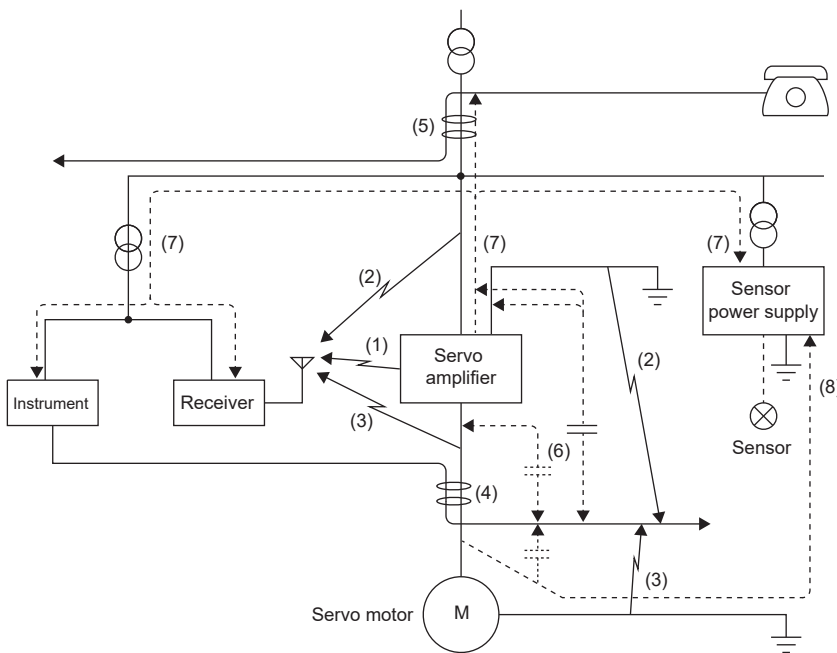 (5)
(7)
(7)
(7)
(2)
Sensor
power supply
(1)
Servo
amplifier
(2)
(8)
Instrument
Receiver
(3)
(6)
Sensor
(4)
(3)
Servo motor
M